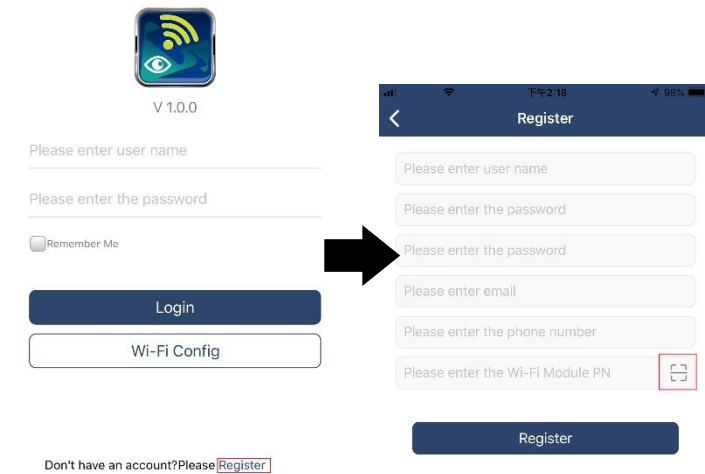 V 1.0.0
Please enter user name
Please enter the password
Remember Me
Login
Wi-Fi Config
Don't have an account?Please Register
下午2:18
98%
Register
Please enter user name
Please enter the password
Please enter the password
Please enter email
Please enter the phone number
Please enter the Wi-Fi Module PN
Register